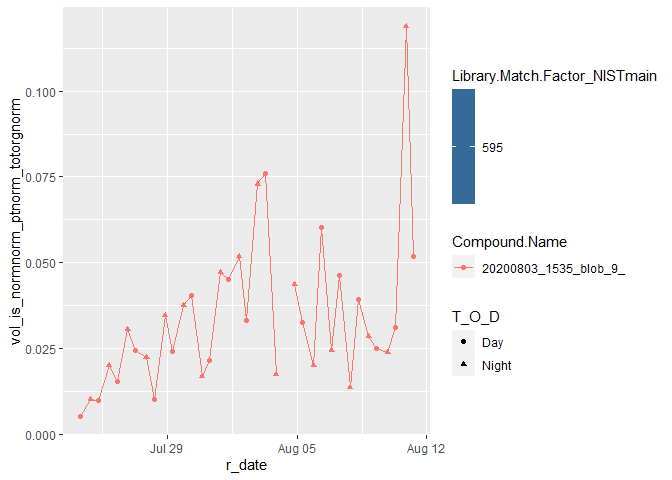 vol_is_normnorm_ptnorm_totorgnorm
0.100
0.075
0.050
0.025
0.000
Jul 29
Aug 05
Aug 12
r_date
Library.Match.Factor_NISTmain
595
Compound.Name
20200803_1535_blob_9_
T_O_D
Day
Night